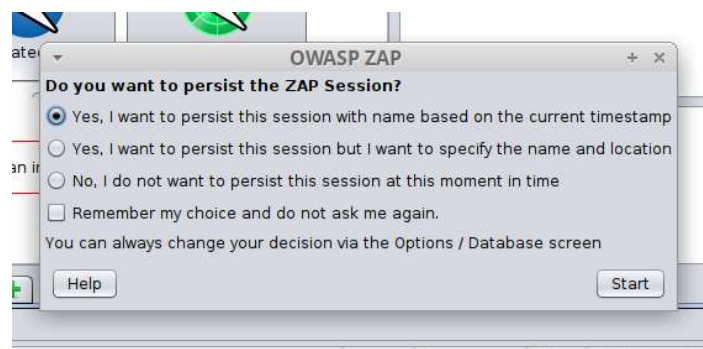 OWASP ZAP
Do you want to persist the ZAP Session?
Yes, I want to persist this session with name based on the current timestamp
Yes, I want to persist this session but I want to specify the name and location
No, I do not want to persist this session at this moment in time
Remember my choice and do not ask me again.
You can always change your decision via the Options / Database screen
Help
Start